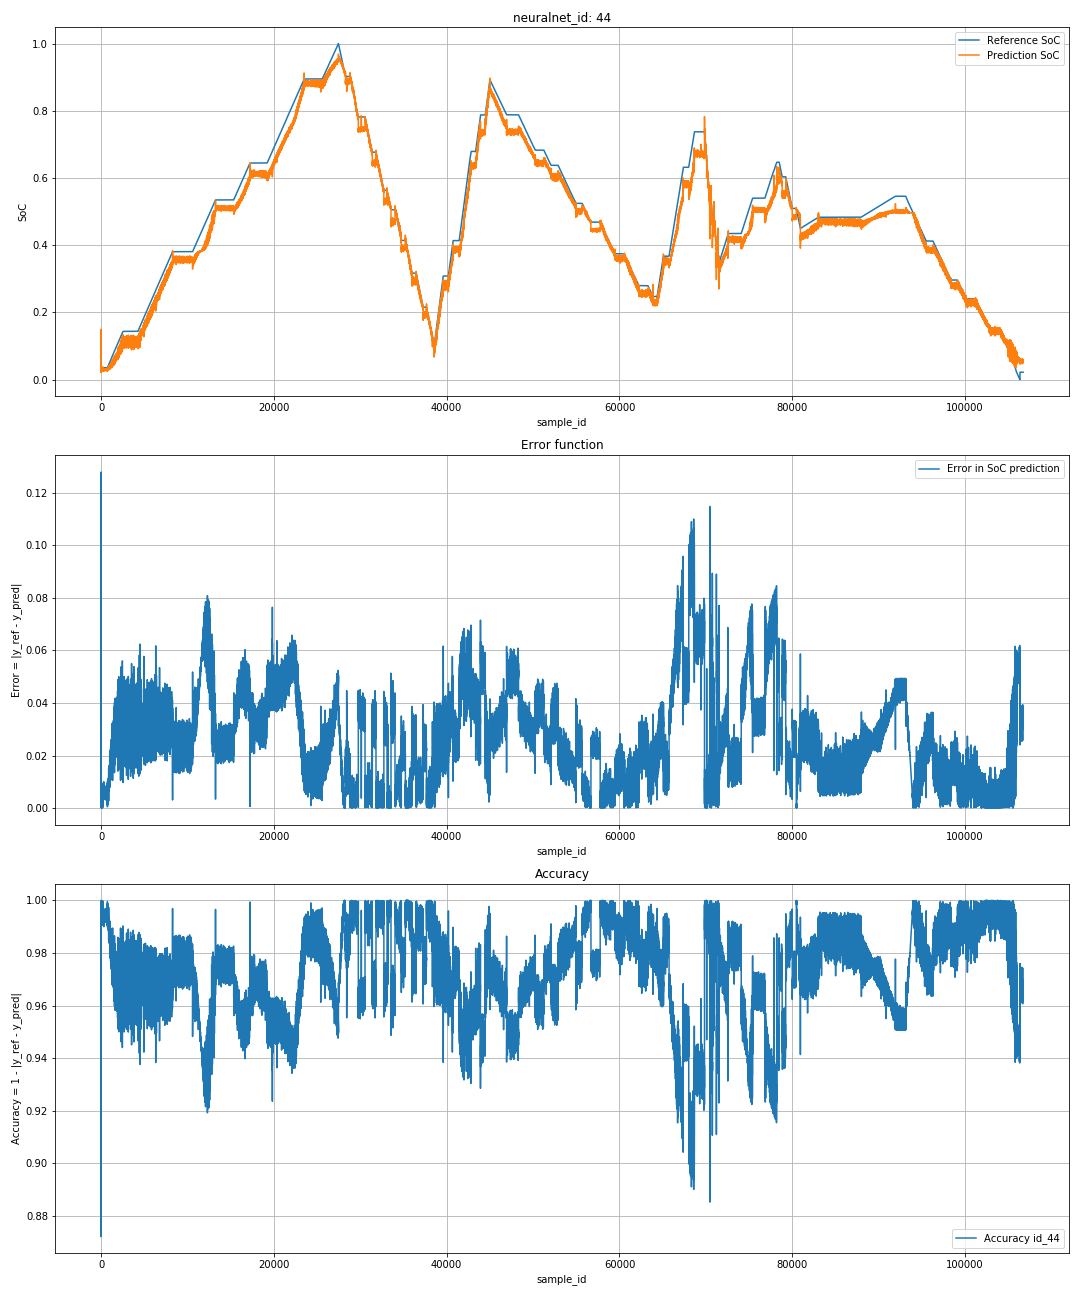 neuralnet_id: 44
1.0
0.8
0.6
0.4
0.2
0.0
SoC
Reference SoC
Prediction SoC
0 20000 40000 60000 80000 100000
sample_id
Error function
0.12
0.10
0.08
0.06
0.04
0.02
0.00
Error = |y_ref - y_pred|
Error in SoC prediction
0 20000 40000 60000 80000 100000
sample_id
Accuracy
1.00
0.98
0.96
0.94
0.92
0.90
0.88
Accuracy = 1 - |y_ref - y_pred|
Accuracy id_44
0 20000 40000 60000 80000 100000
sample_id